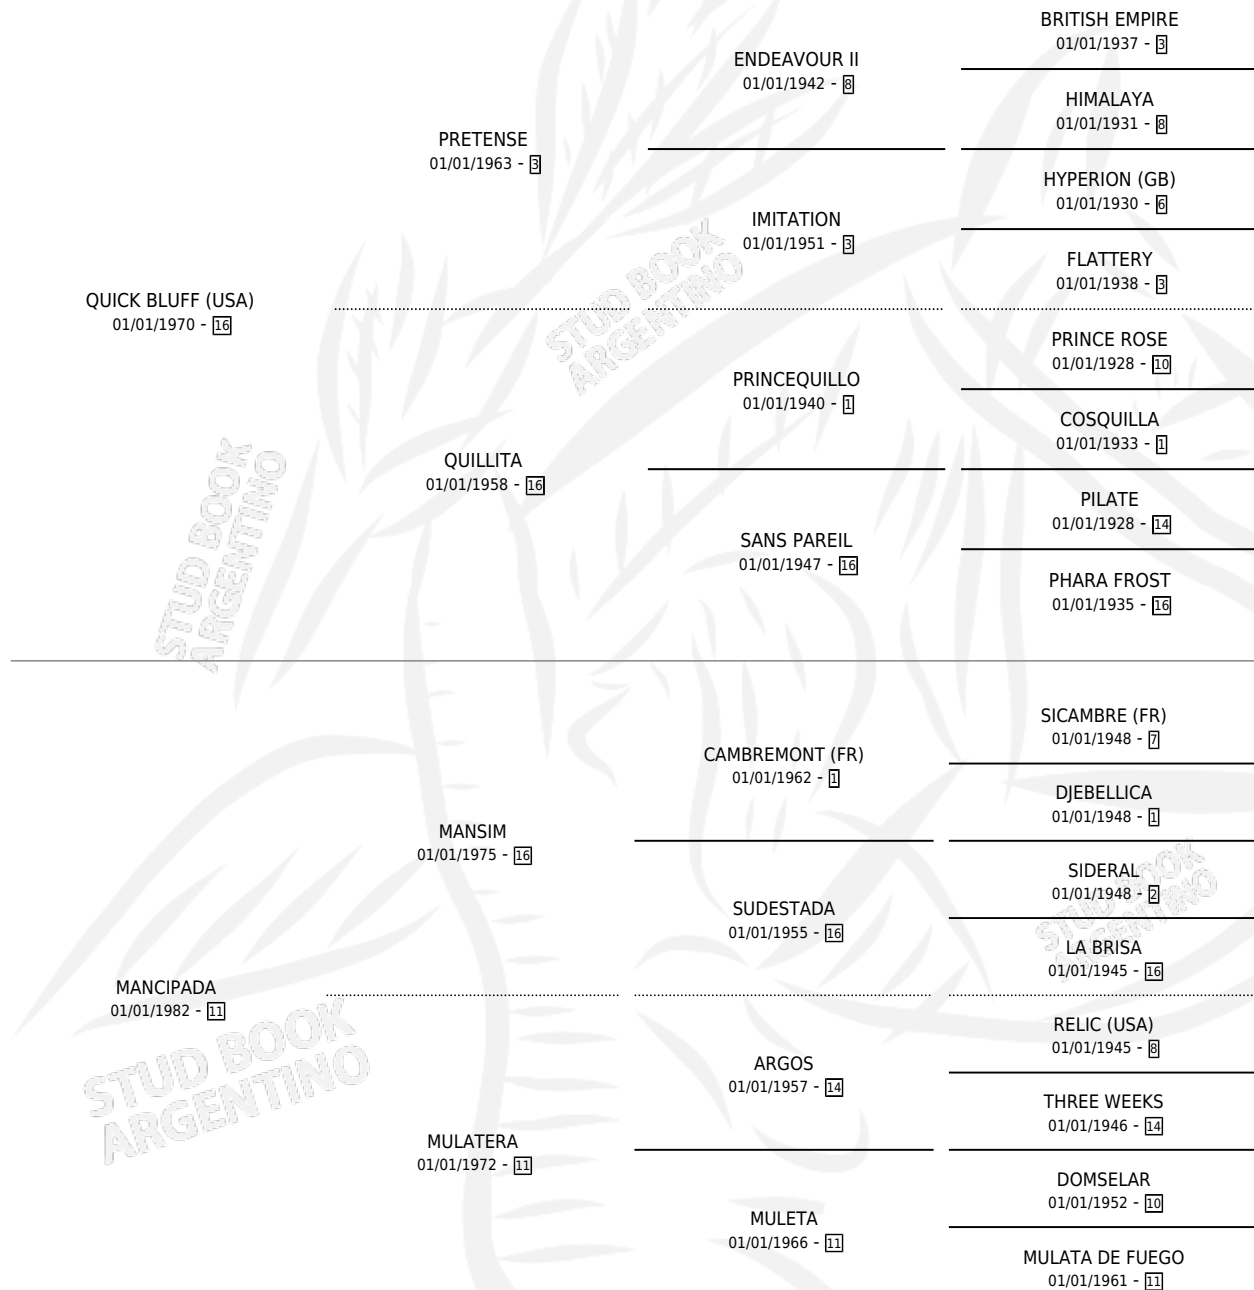 BRITISH EMPIRE
01/01/1937 - 3
ENDEAVOUR II
01/01/1942 - 8
HIMALAYA
01/01/1931 - 8
PRETENSE
01/01/1963 - 3
HYPERION (GB)
01/01/1930 - 6
IMITATION
01/01/1951 - 3
FLATTERY
01/01/1938 - 3
QUICK BLUFF (USA)
01/01/1970 - 16
PRINCE ROSE
01/01/1928 - 10
PRINCEQUILLO
01/01/1940 - 1
COSQUILLA
01/01/1933 - 1
QUILLITA
01/01/1958 - 16
PILATE
01/01/1928 - 14
SANS PAREIL
01/01/1947 - 16
PHARA FROST
01/01/1935 - 16
SICAMBRE (FR)
01/01/1948 - 7
CAMBREMONT (FR)
01/01/1962 - 1
DJEBELLICA
01/01/1948 - 1
MANSIM
01/01/1975 - 16
SIDERAL
01/01/1948 - 2
SUDESTADA
01/01/1955 - 16
LA BRISA
01/01/1945 - 16
MANCIPADA
01/01/1982 - 11
RELIC (USA)
01/01/1945 - 8
ARGOS
01/01/1957 - 14
THREE WEEKS
01/01/1946 - 14
MULATERA
01/01/1972 - 11
DOMSELAR
01/01/1952 - 10
MULETA
01/01/1966 - 11
MULATA DE FUEGO
01/01/1961 - 11
STUD BOOK
ARGENTINO
STUD BOOK
ARGENTINO
STUD BOOK
ARGENTINO
STUD BOOK
ARGENTINO